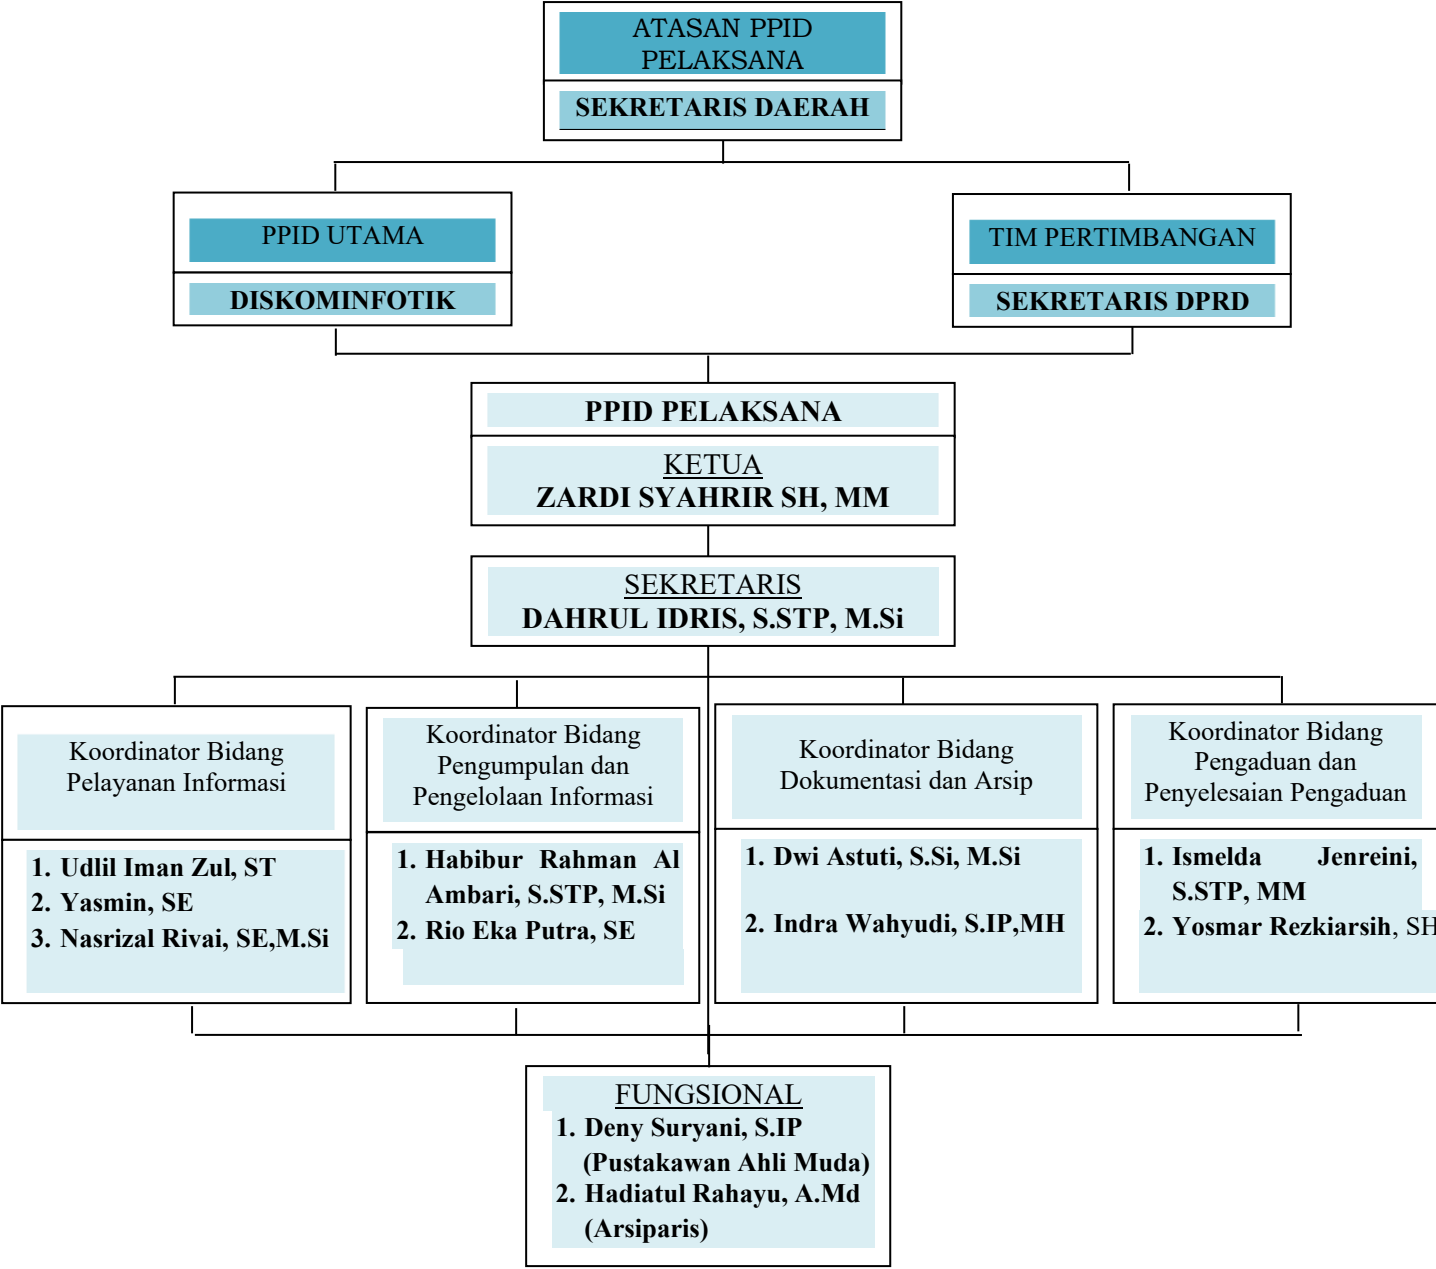 ATASAN PPID
PELAKSANA
SEKRETARIS DAERAH
PPID UTAMA
DISKOMINFOTIK
TIM PERTIMBANGAN
SEKRETARIS DPRD
PPID PELAKSANA
KETUA
ZARDI SYAHRIR SH, MM
SEKRETARIS
DAHRUL IDRIS, S.STP, M.Si
Koordinator Bidang
Pelayanan Informasi
1. Udlil Iman Zul, ST
2. Yasmin, SE
3. Nasrizal Rivai, SE,M.Si
Koordinator Bidang
Pengumpulan dan
Pengelolaan Informasi
1. Habibur Rahman Al
Ambari, S.STP, M.Si
2. Rio Eka Putra, SE
Koordinator Bidang
Dokumentasi dan Arsip
1. Dwi Astuti, S.Si, M.Si
2. Indra Wahyudi, S.IP,MH
Koordinator Bidang
Pengaduan dan
Penyelesaian Pengaduan
1. Ismelda Jenreini,
S.STP, MM
2. Yosmar Rezkiarsih, SH
FUNGSIONAL
1. Deny Suryani, S.IP
(Pustakawan Ahli Muda)
2. Hadiatul Rahayu, A.Md
(Arsiparis)